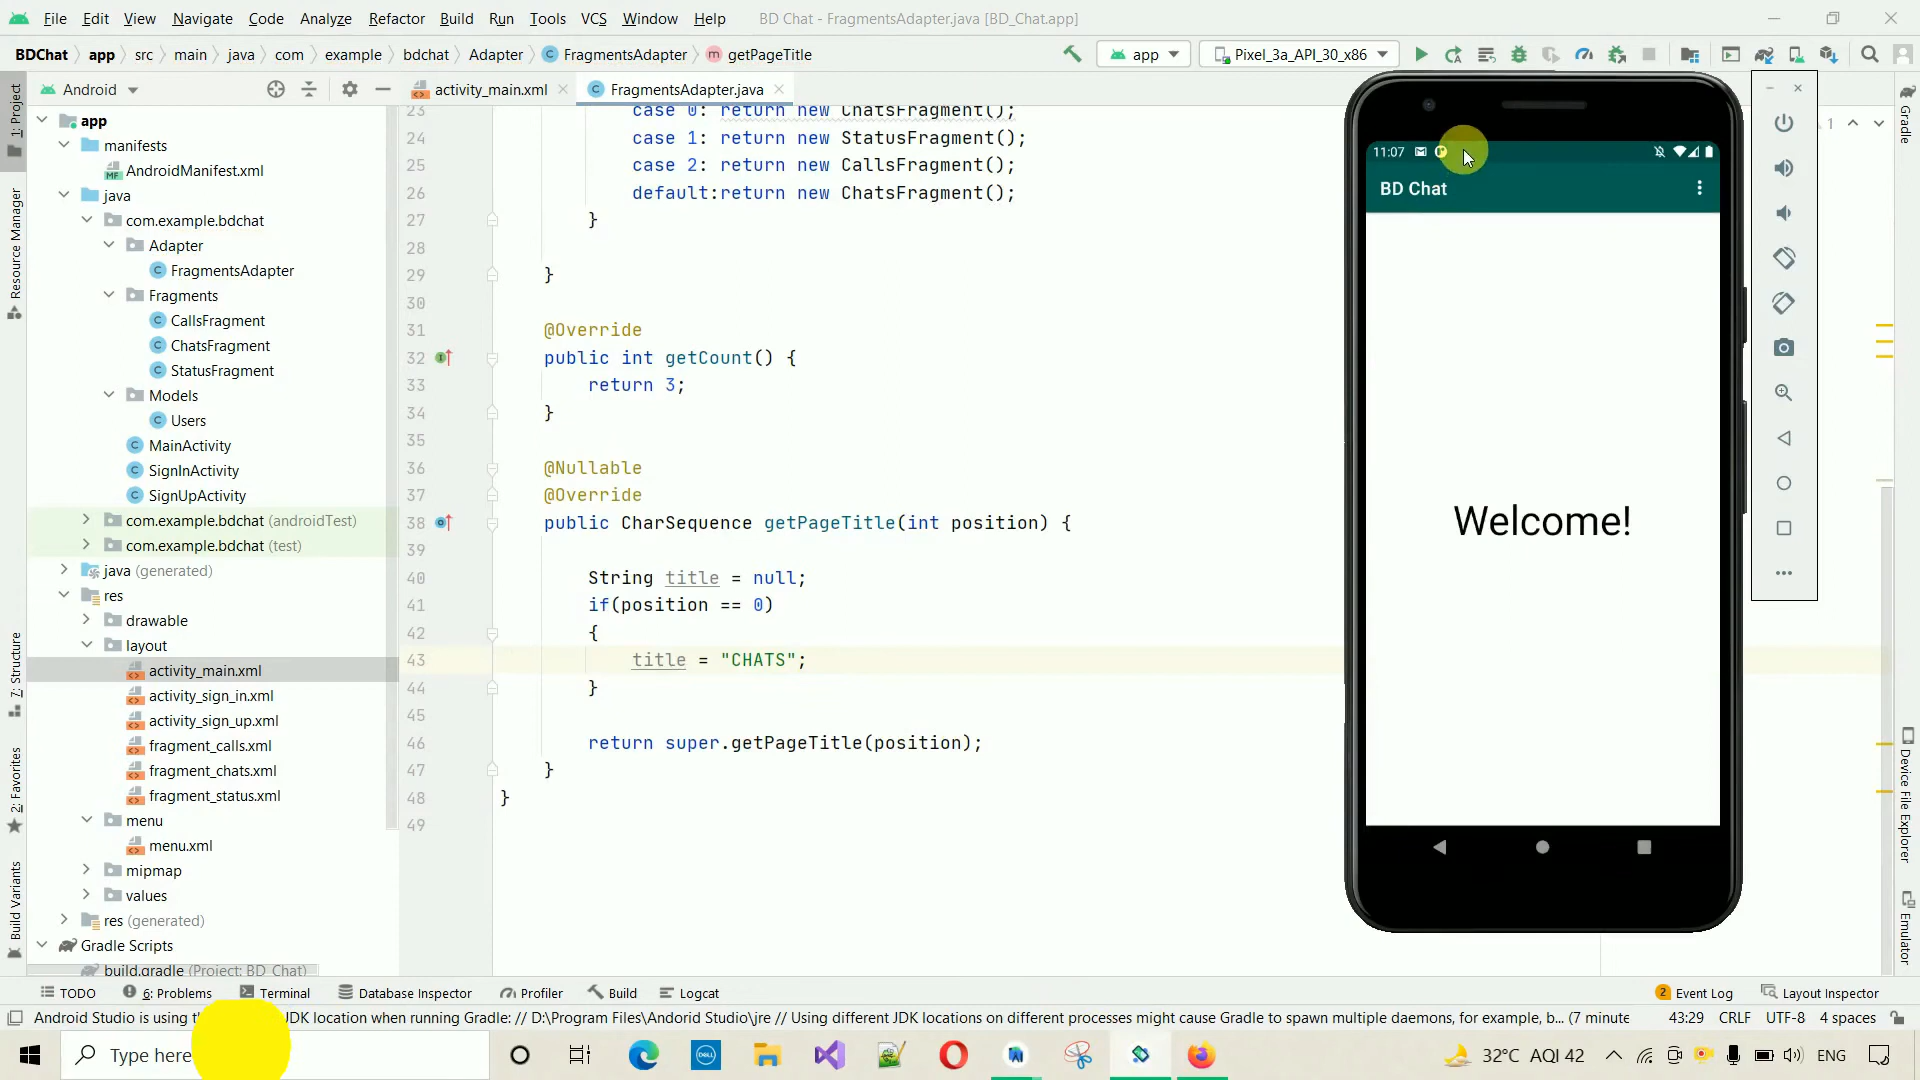 File Edit View Navigate Code Analyze Refactor Build Run Tools VCS Window Help BD Chat - FragmentsAdapter.java [BD_Chat.app]
BDChat app src main java com example bdchat Adapter FragmentsAdapter getPageTitle app Pixel_3a_API_30_x86
Android activity_main.xml FragmentsAdapter.java
1: Project
Resource Manager
7: Structure
2: Favorites
Build Variants
app
manifests
AndroidManifest.xml
java
com.example.bdchat
Adapter
FragmentsAdapter
Fragments
CallsFragment
ChatsFragment
StatusFragment
Models
Users
MainActivity
SignInActivity
SignUpActivity
com.example.bdchat (androidTest)
com.example.bdchat (test)
java (generated)
res
drawable
layout
activity_main.xml
activity_sign_in.xml
activity_sign_up.xml
fragment_calls.xml
fragment_chats.xml
fragment_status.xml
menu
menu.xml
mipmap
values
res (generated)
Gradle Scripts
build.gradle (Project: BD_Chat)
23 case 0: return new ChatsFragment();
24 case 1: return new StatusFragment();
25 case 2: return new CallsFragment();
26 default:return new ChatsFragment();
27 }
28
29 }
30
31 @Override
32 public int getCount() {
33 return 3;
34 }
35
36 @Nullable
37 @Override
38 public CharSequence getPageTitle(int position) {
39
40 String title = null;
41 if(position == 0)
42 {
43 title = "CHATS";
44 }
45
46 return super.getPageTitle(position);
47 }
48 }
49
11:07
BD Chat
Welcome!
1
Gradle
Device File Explorer
Emulator
TODO 6: Problems Terminal Database Inspector Profiler Build Logcat 2 Event Log Layout Inspector
Android Studio is using th JDK location when running Gradle: // D:\Program Files\Andorid Studio\jre // Using different JDK locations on different processes might cause Gradle to spawn multiple daemons, for example, b... (7 minute 43:29 CRLF UTF-8 4 spaces
Type here DELL 32°C AQI 42 ENG